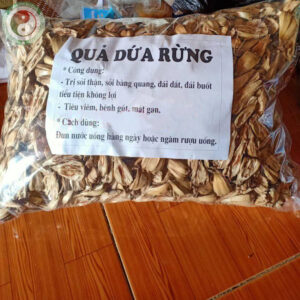 QUẢ DỨA RỪNG
* Công dung:
- Trị sỏi thận, sỏi bàng quang, đái dắt, đái buốt
tiểu tiện không lợi
- Tiêu viêm, bệnh gút, mát gan.
* Cách dùng:
Đun nước uống hàng ngày hoặc ngâm rượu uống.